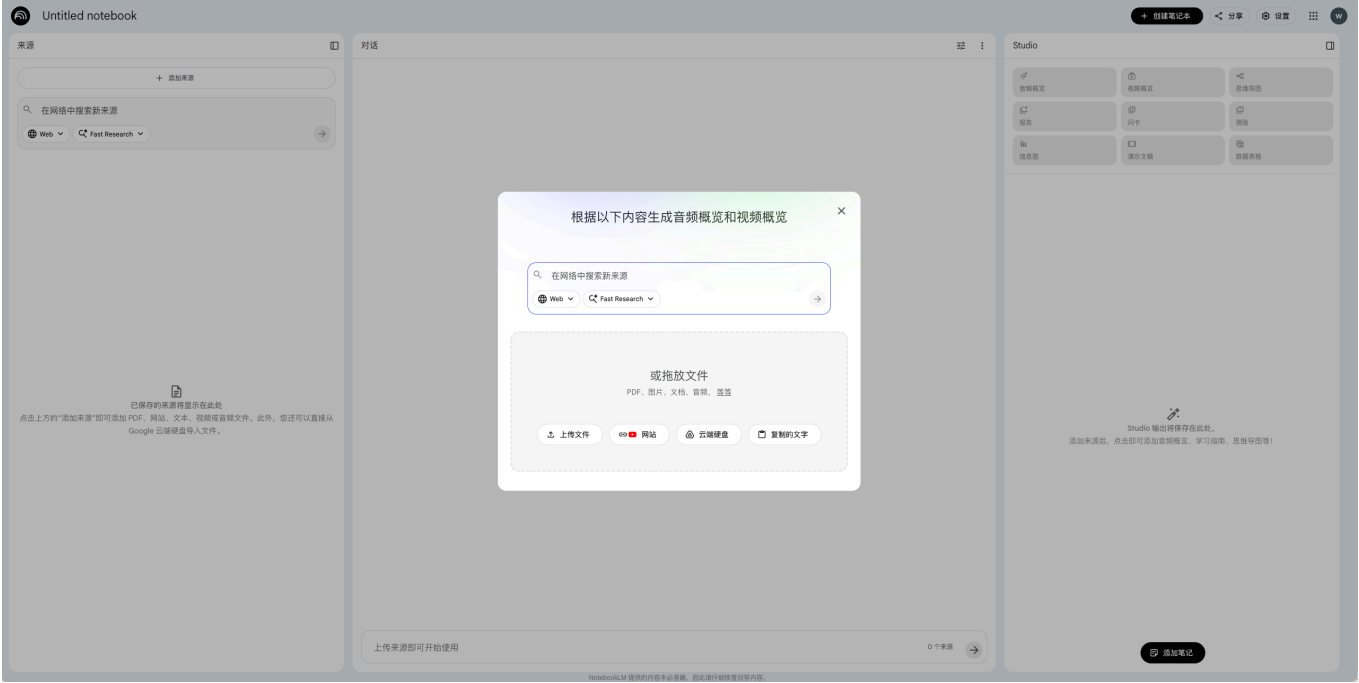 Untitled notebook
+ 创建笔记本
分享
设置
W
来源
+ 添加来源
在网络中搜索新来源
Web
Fast Research
已保存的来源将显示在此处
点击上方的“添加来源”即可添加 PDF、网站、文本、视频或音频文件。此外，您还可以直接从
Google 云端硬盘导入文件。
对话
根据以下内容生成音频概览和视频概览
在网络中搜索新来源
Web
Fast Research
或拖放文件
PDF、图片、文档、音频，等等
上传文件
网站
云端硬盘
复制的文字
上传来源即可开始使用
0 个来源
NotebookLM 提供的内容未必准确，因此请仔细核查回答内容。
Studio
音频概览
视频概览
思维导图
报告
闪卡
测验
信息图
演示文稿
数据表格
Studio 输出将保存在此处。
添加来源后，点击即可添加音频概览、学习指南、思维导图等！
添加笔记